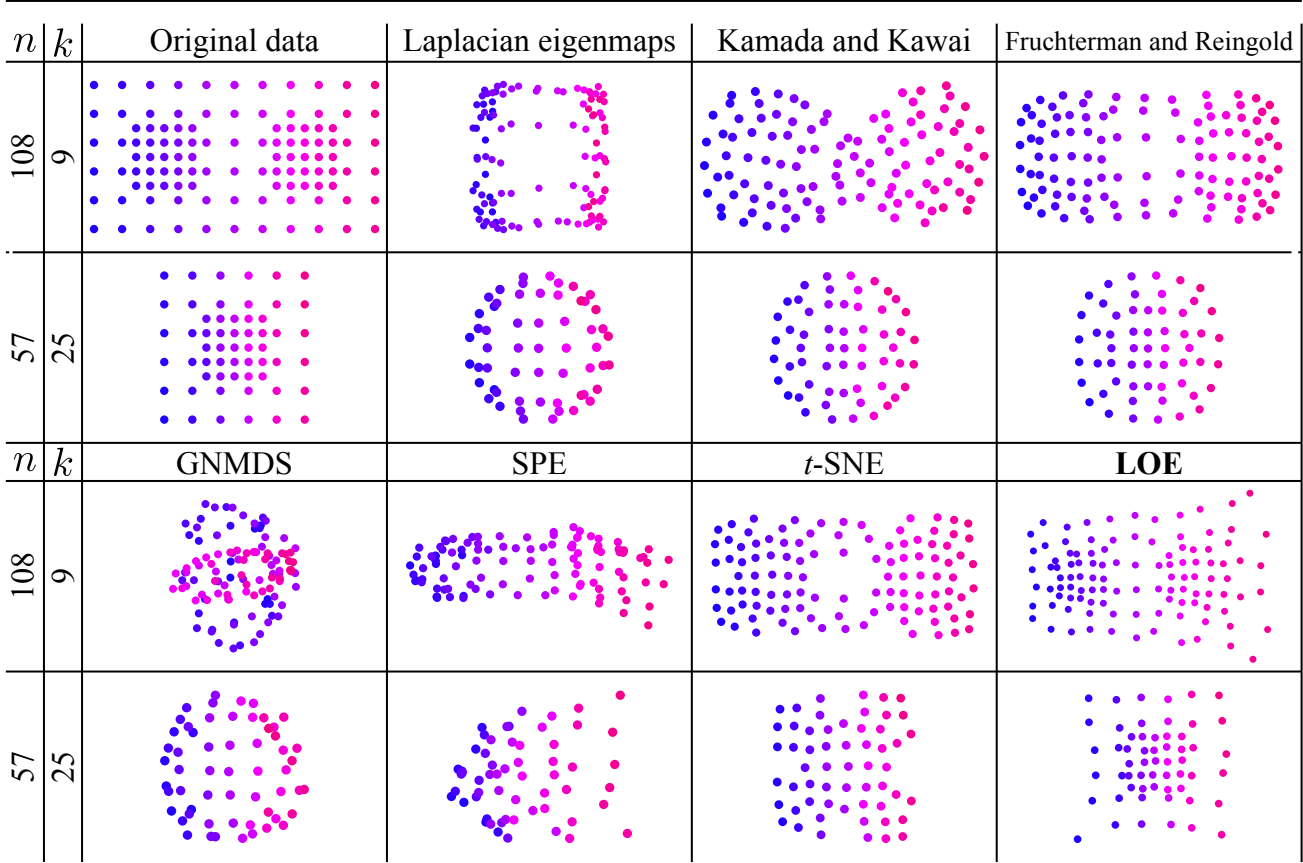 n k Original data Laplacian eigenmaps Kamada and Kawai Fruchterman and Reingold
108 9
57 25
n k GNMDS SPE t-SNE LOE
108 9
57 25